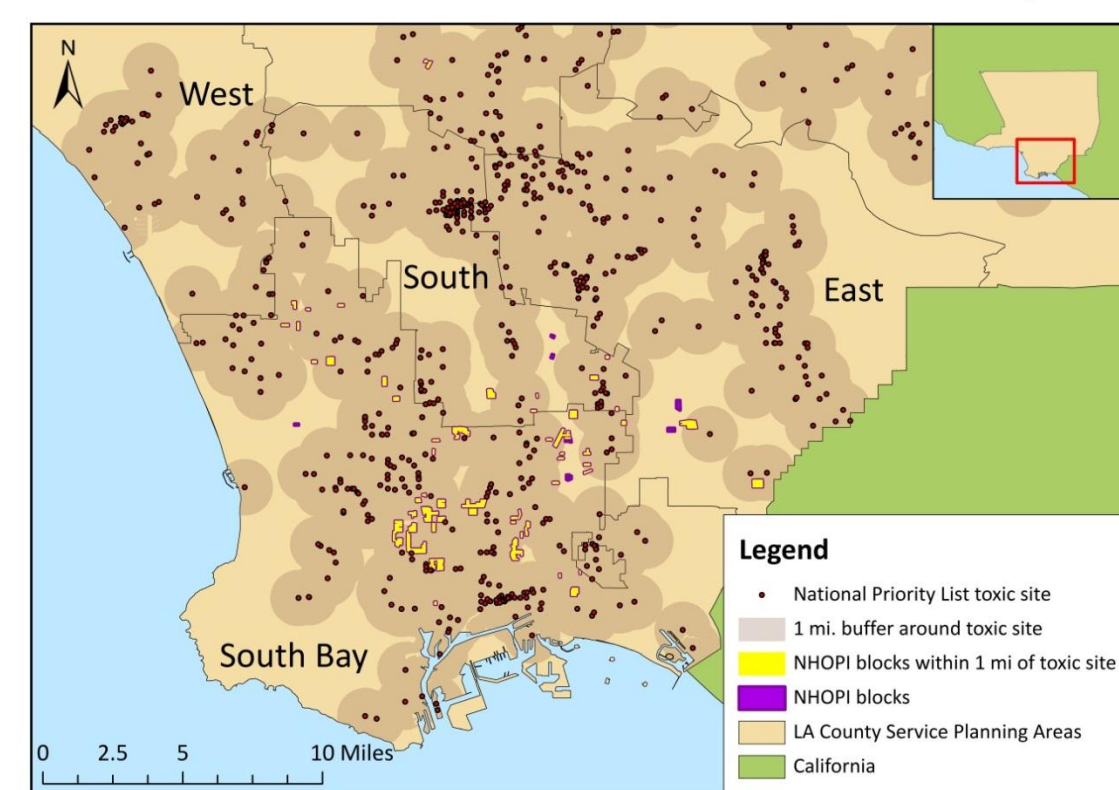 N
West
South
East
South Bay
0 2.5 5 10 Miles
Legend
National Priority List toxic site
1 mi. buffer around toxic site
NHOPI blocks within 1 mi of toxic site
NHOPI blocks
LA County Service Planning Areas
California